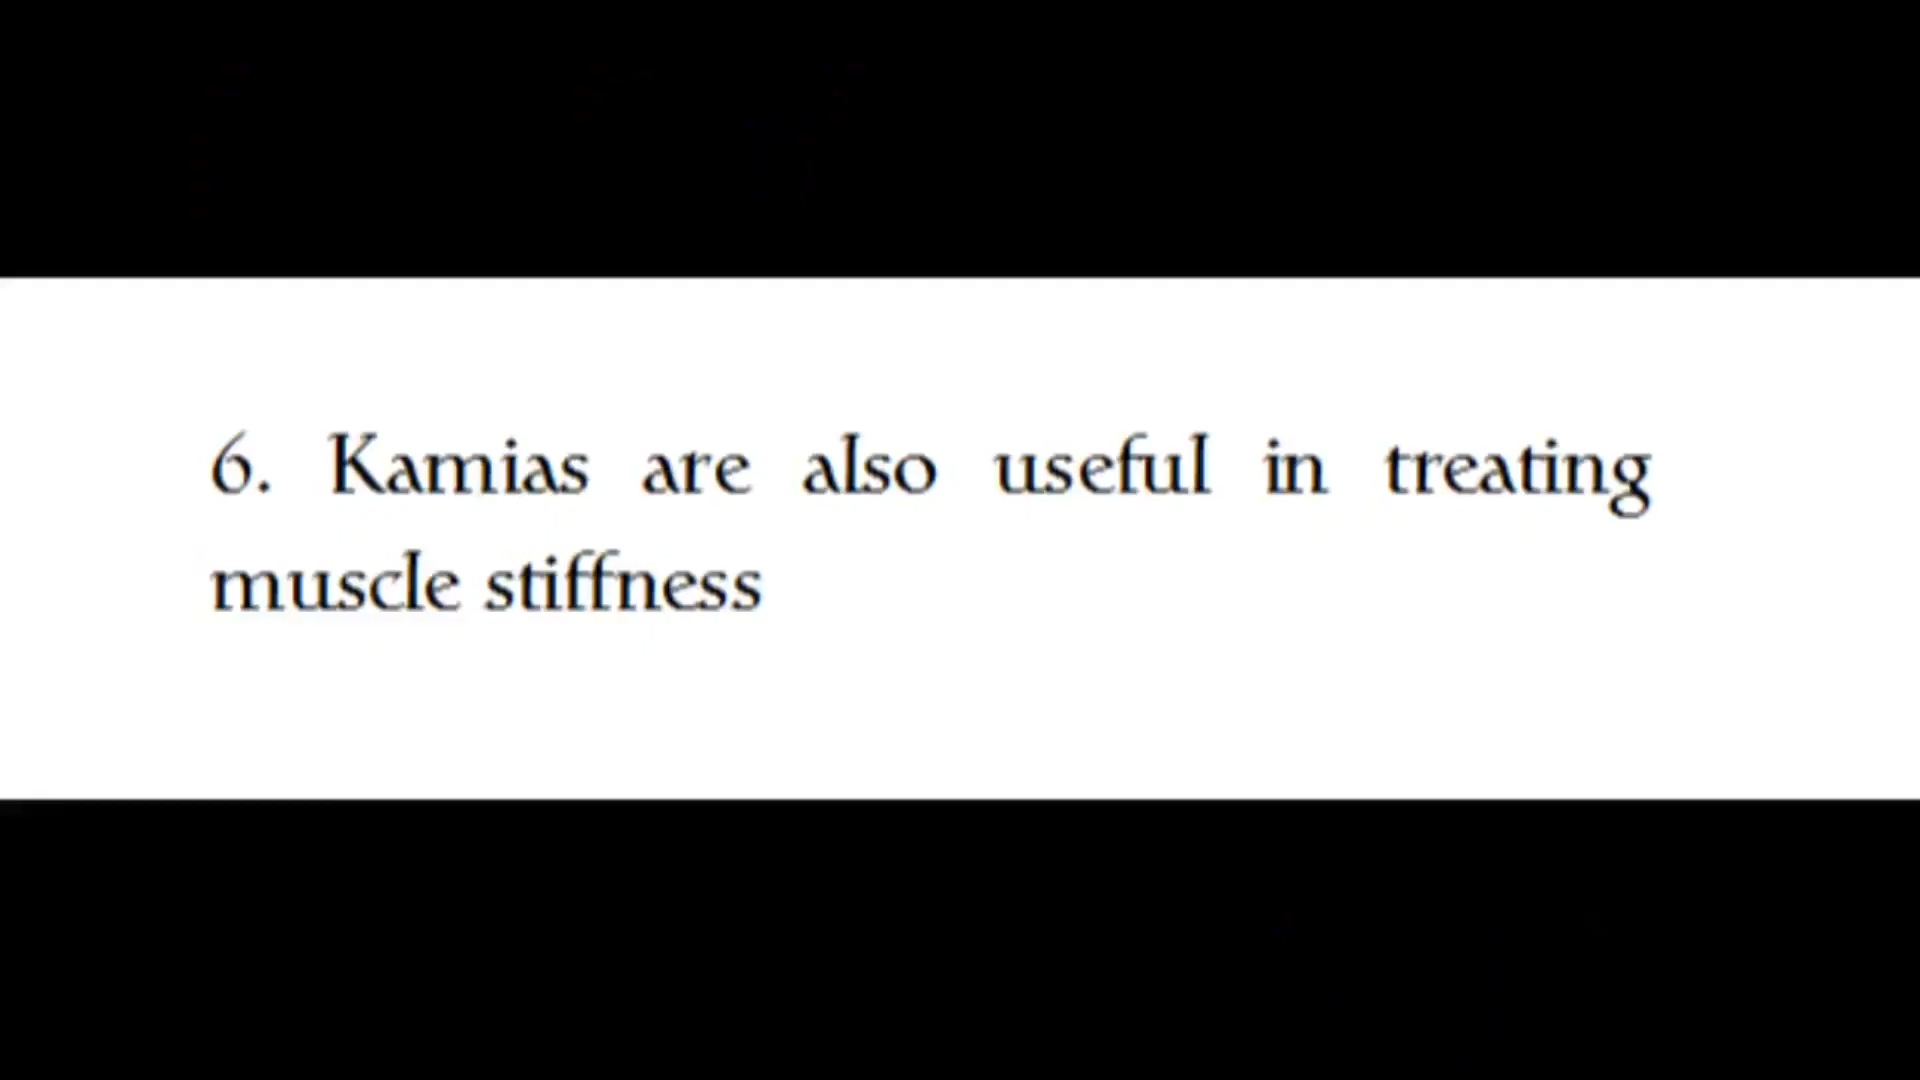 6. Kamias are also useful in treating
muscle stiffness